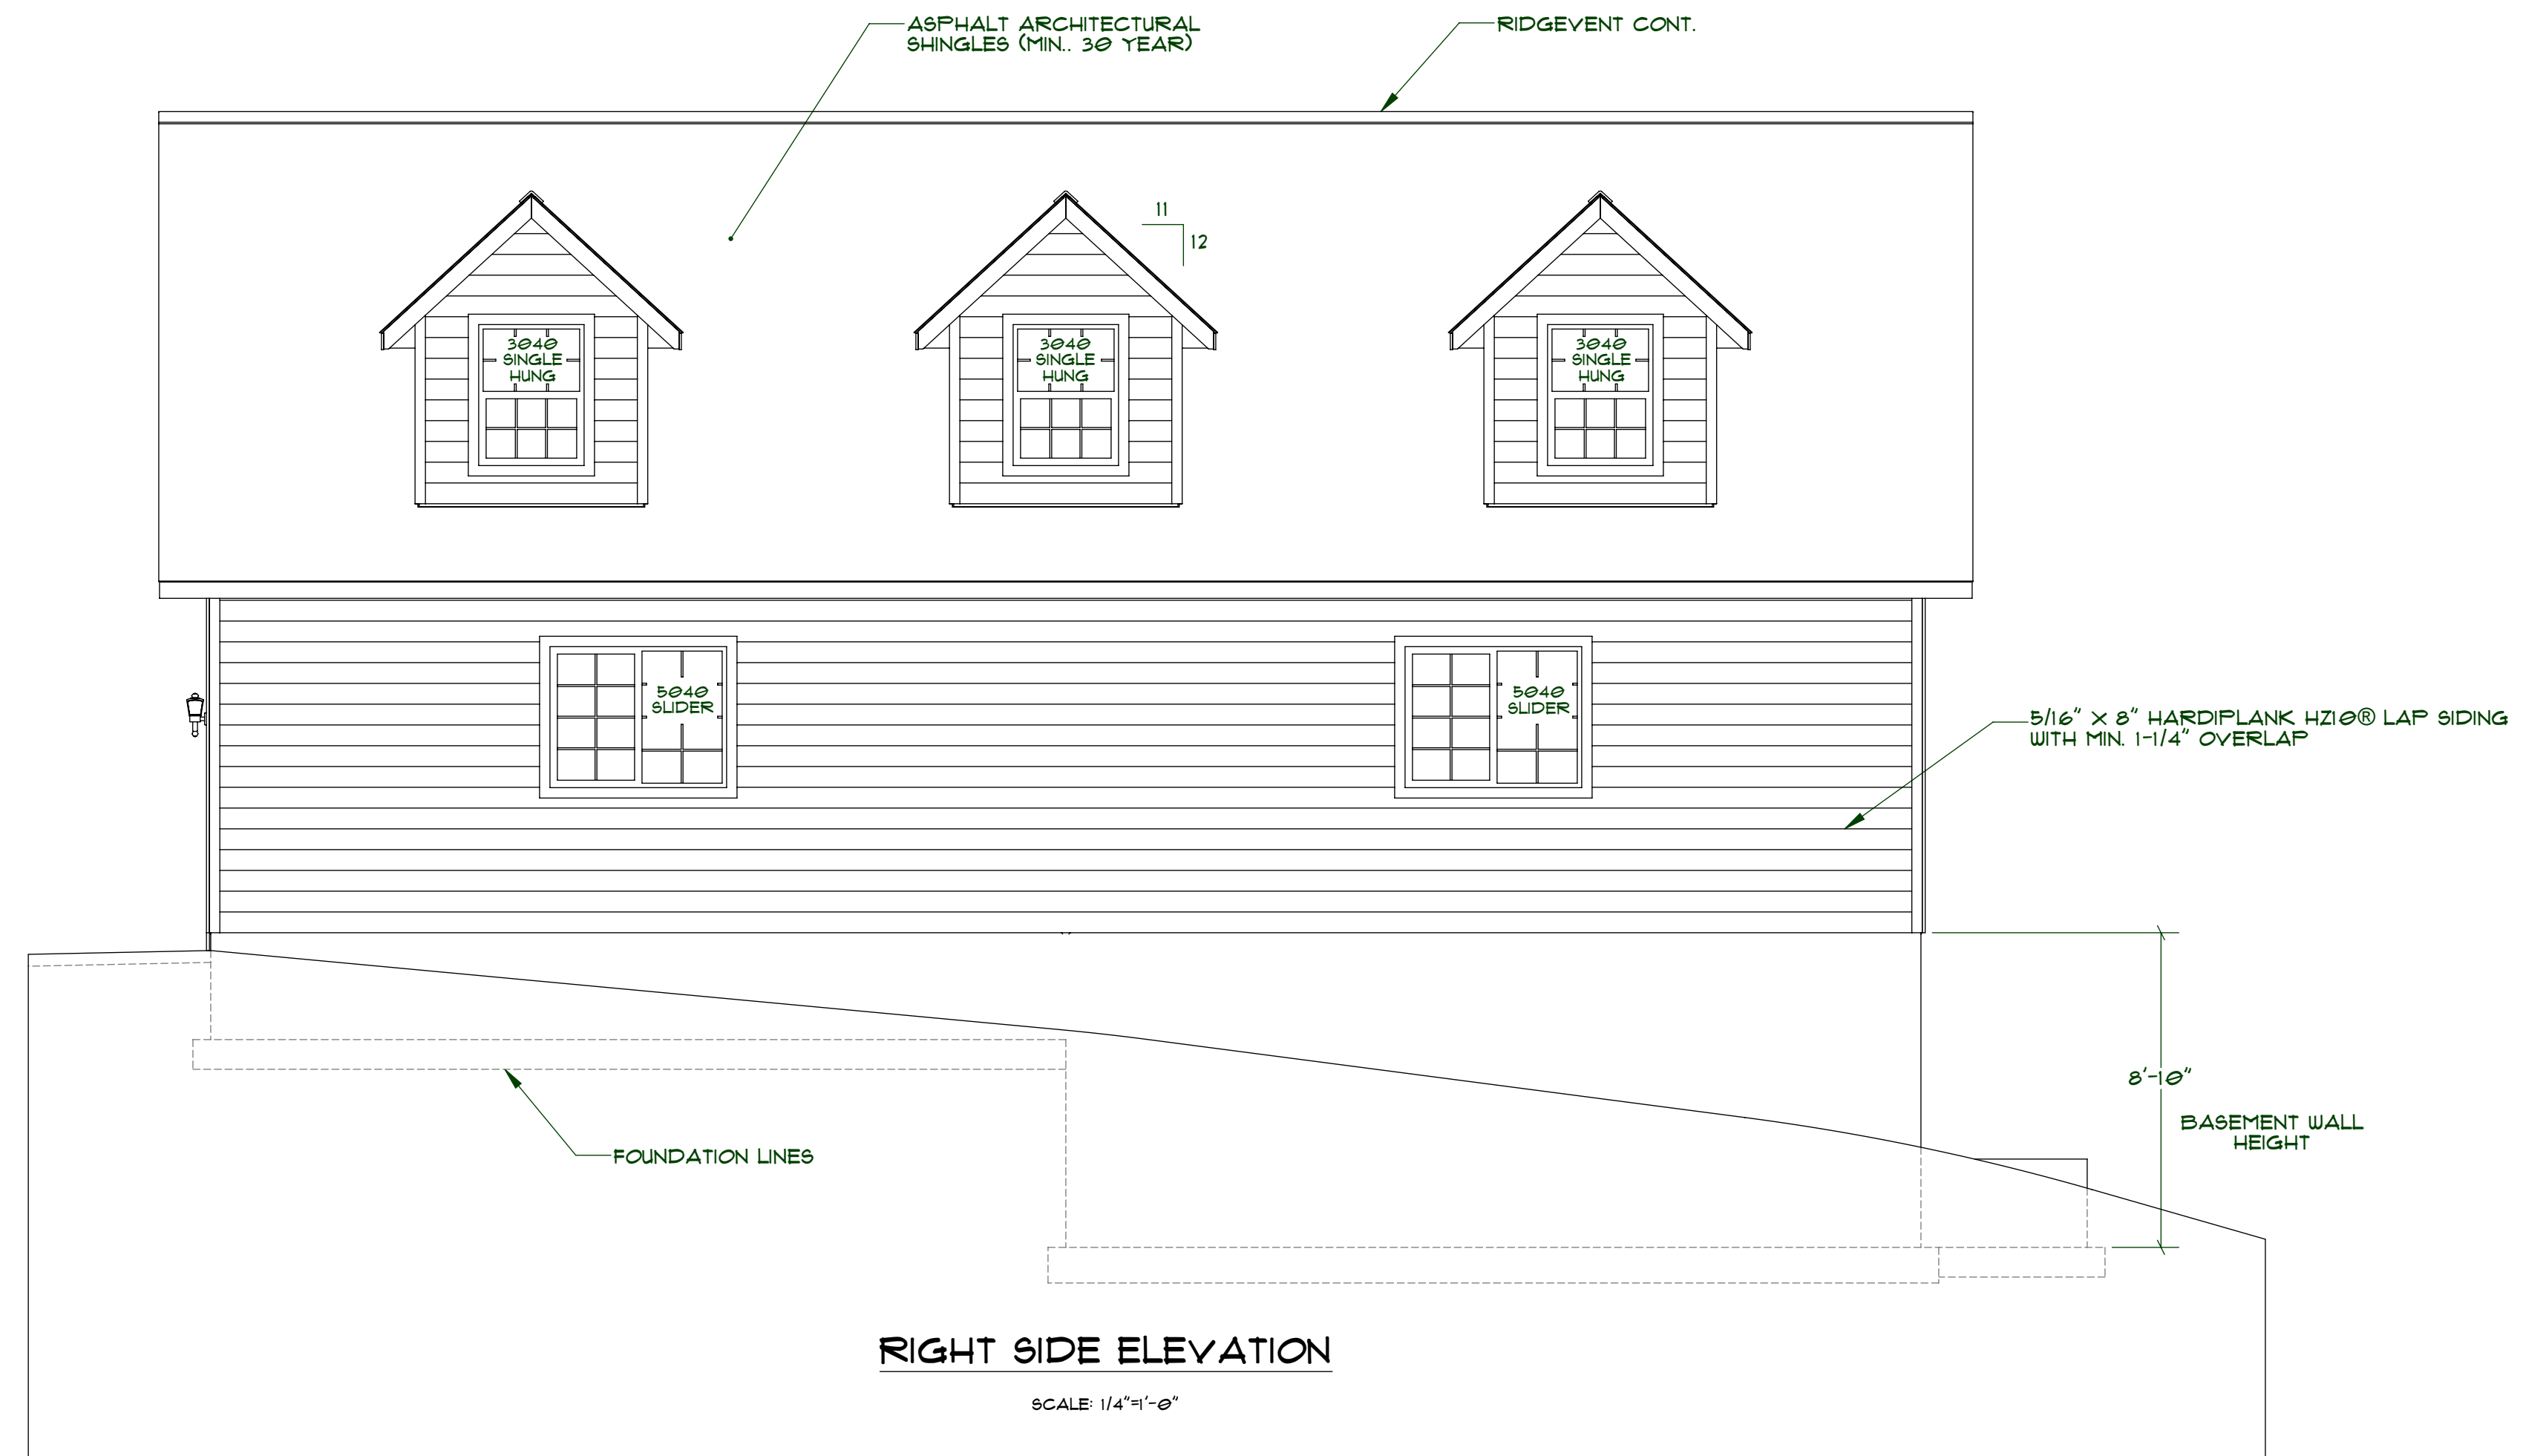 ASPHALT ARCHITECTURAL
SHINGLES (MIN.. 30 YEAR)
RIDGEVENT CONT.
11
12
3040
SINGLE
HUNG
3040
SINGLE
HUNG
3040
SINGLE
HUNG
5040
SLIDER
5040
SLIDER
5/16" X 8" HARDIPLANK HZ10® LAP SIDING
WITH MIN. 1-1/4" OVERLAP
8'-10"
BASEMENT WALL
HEIGHT
FOUNDATION LINES
RIGHT SIDE ELEVATION
SCALE: 1/4"=1'-0"